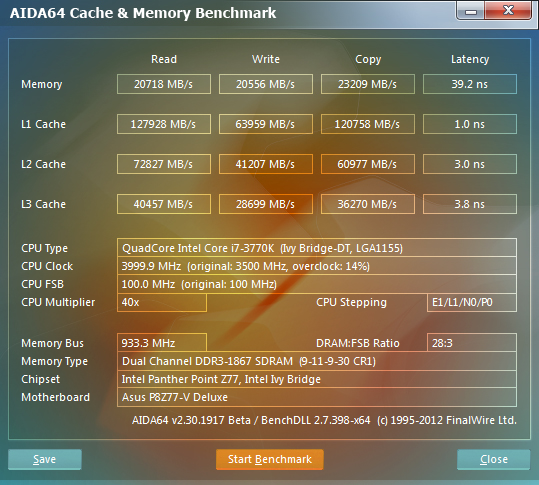 AIDA64 Cache & Memory Benchmark
Read Write Copy Latency
Memory 20718 MB/s 20556 MB/s 23209 MB/s 39.2 ns
L1 Cache 127928 MB/s 63959 MB/s 120758 MB/s 1.0 ns
L2 Cache 72827 MB/s 41207 MB/s 60977 MB/s 3.0 ns
L3 Cache 40457 MB/s 28699 MB/s 36270 MB/s 3.8 ns
CPU Type QuadCore Intel Core i7-3770K (Ivy Bridge-DT, LGA1155)
CPU Clock 3999.9 MHz (original: 3500 MHz, overclock: 14%)
CPU FSB 100.0 MHz (original: 100 MHz)
CPU Multiplier 40x CPU Stepping E1/L1/N0/P0
Memory Bus 933.3 MHz DRAM:FSB Ratio 28:3
Memory Type Dual Channel DDR3-1867 SDRAM (9-11-9-30 CR1)
Chipset Intel Panther Point Z77, Intel Ivy Bridge
Motherboard Asus P8Z77-V Deluxe
AIDA64 v2.30.1917 Beta / BenchDLL 2.7.398-x64 (c) 1995-2012 FinalWire Ltd.
Save Start Benchmark Close